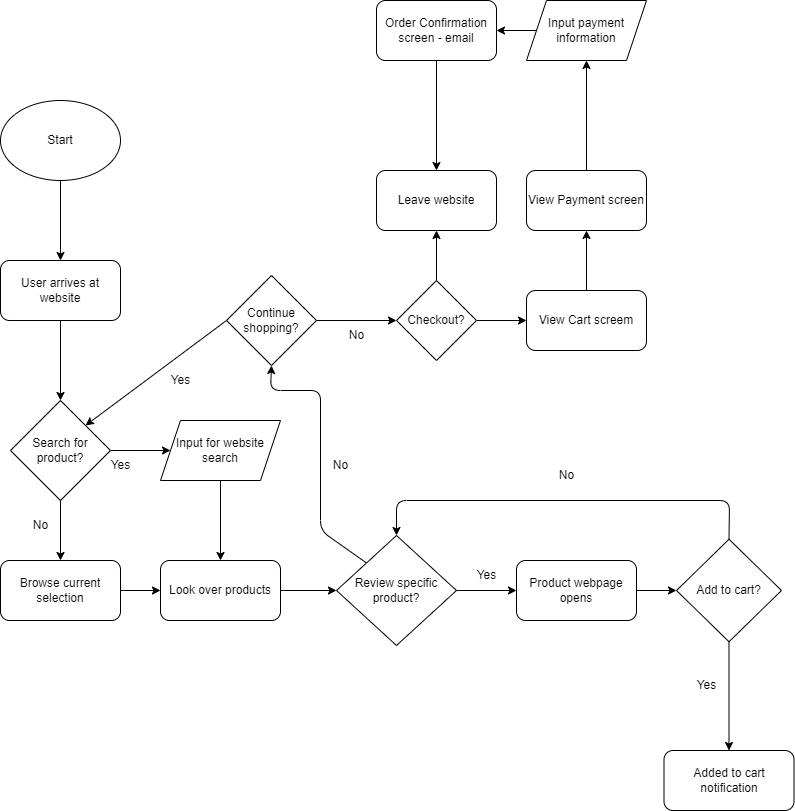 Order Confirmation
screen - email
Input payment
information
Start
Leave website
View Payment screen
User arrives at
website
Continue
shopping?
No
Checkout?
View Cart screem
Yes
Search for
product?
Yes
Input for website
search
No
No
No
Browse current
selection
Look over products
Review specific
product?
Yes
Product webpage
opens
Add to cart?
Yes
Added to cart
notification